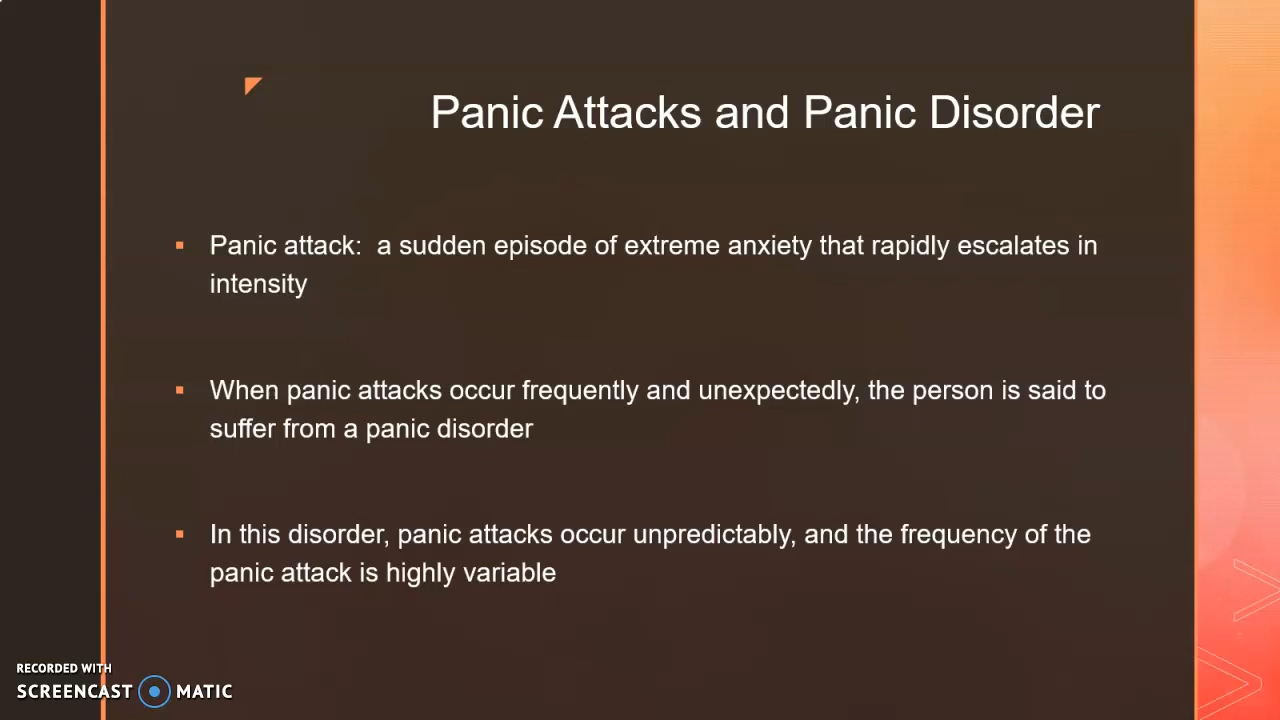 Panic Attacks and Panic Disorder
▪ Panic attack:  a sudden episode of extreme anxiety that rapidly escalates in
intensity
▪ When panic attacks occur frequently and unexpectedly, the person is said to
suffer from a panic disorder
▪ In this disorder, panic attacks occur unpredictably, and the frequency of the
panic attack is highly variable
RECORDED WITH
SCREENCAST MATIC